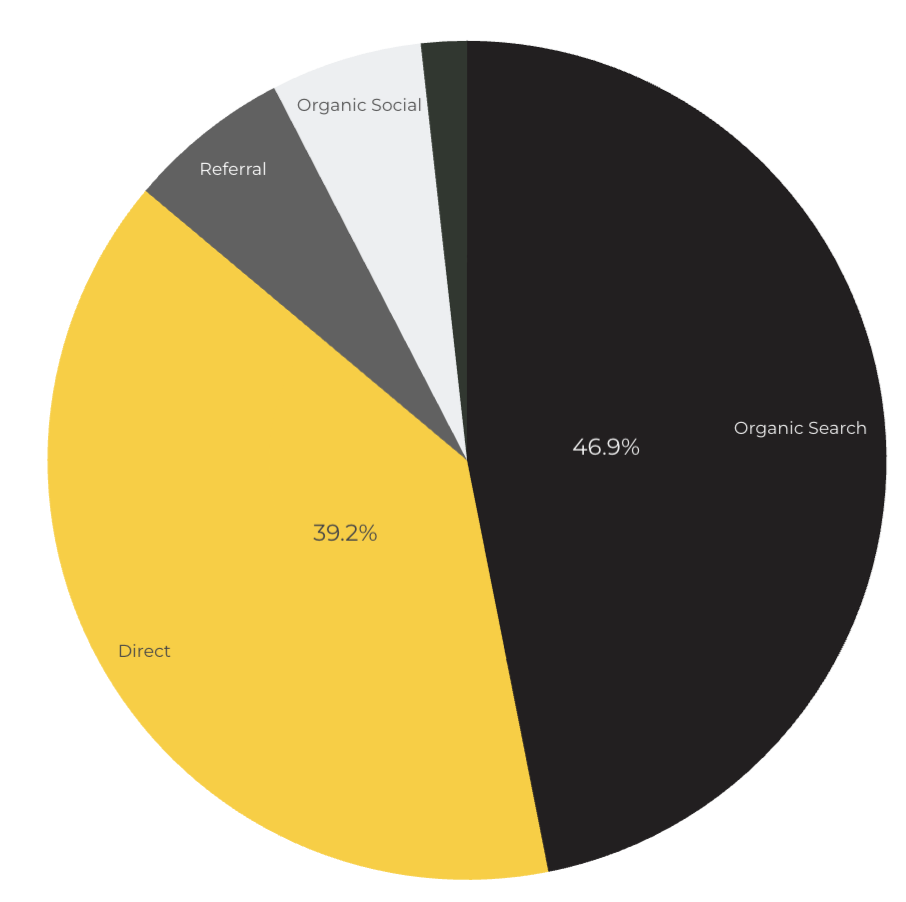 Organic Social
Referral
Organic Search
46.9%
39.2%
Direct